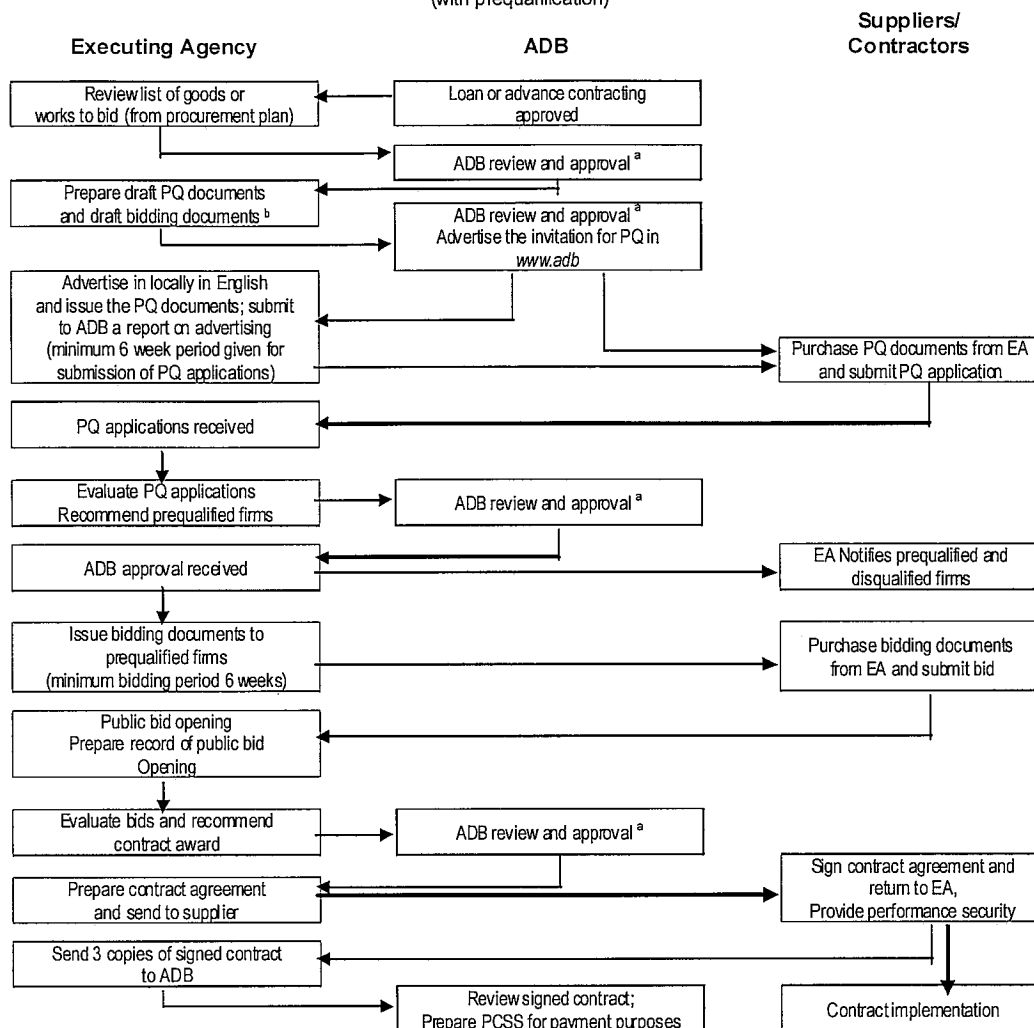 (with prequalification)
Executing Agency
ADB
Suppliers/
Contractors
Review list of goods or
works to bid (from procurement plan)
Loan or advance contracting
approved
ADB review and approval a
Prepare draft PQ documents
and draft bidding documents b
ADB review and approval a
Advertise the invitation for PQ in
www.adb
Advertise in locally in English
and issue the PQ documents; submit
to ADB a report on advertising
(minimum 6 week period given for
submission of PQ applications)
Purchase PQ documents from EA
and submit PQ application
PQ applications received
Evaluate PQ applications
Recommend prequalified firms
ADB review and approval a
ADB approval received
EA Notifies prequalified and
disqualified firms
Issue bidding documents to
prequalified firms
(minimum bidding period 6 weeks)
Purchase bidding documents
from EA and submit bid
Public bid opening
Prepare record of public bid
Opening
Evaluate bids and recommend
contract award
ADB review and approval a
Prepare contract agreement
and send to supplier
Sign contract agreement and
return to EA,
Provide performance security
Send 3 copies of signed contract
to ADB
Review signed contract;
Prepare PCSS for payment purposes
Contract implementation